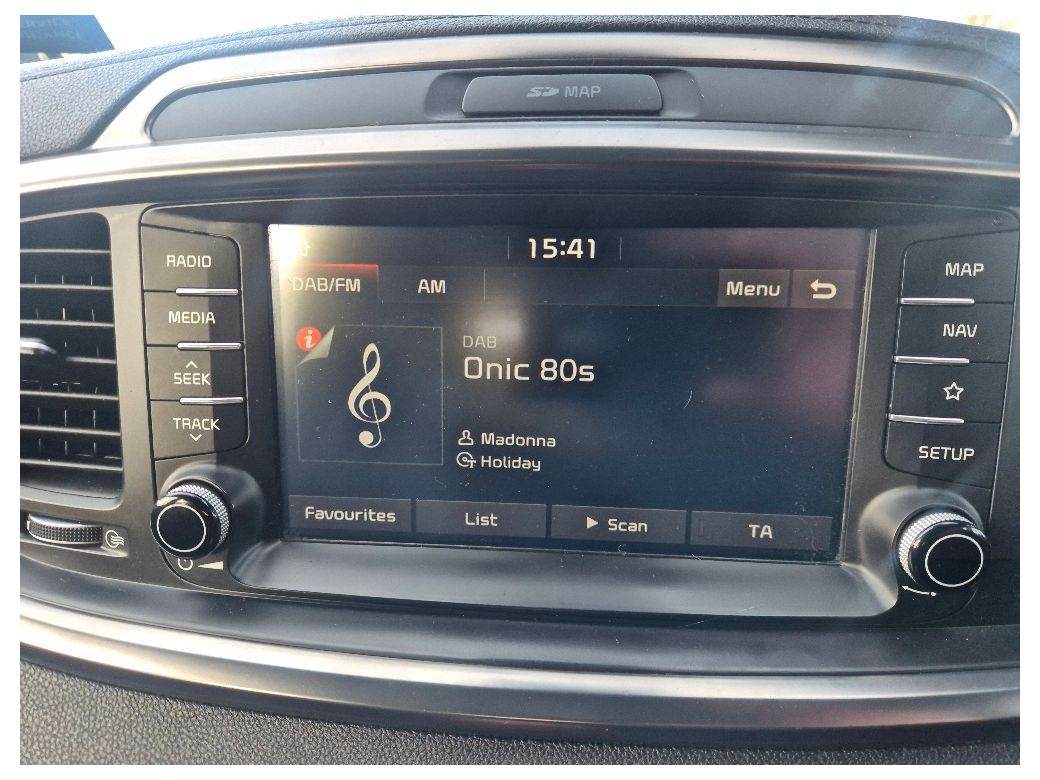 SERVICE
MAP
RADIO
MEDIA
SEEK
TRACK
15:41
DAB/FM
AM
Menu
i
DAB
Onic 80s
Madonna
Holiday
Favourites
List
Scan
TA
MAP
NAV
SETUP